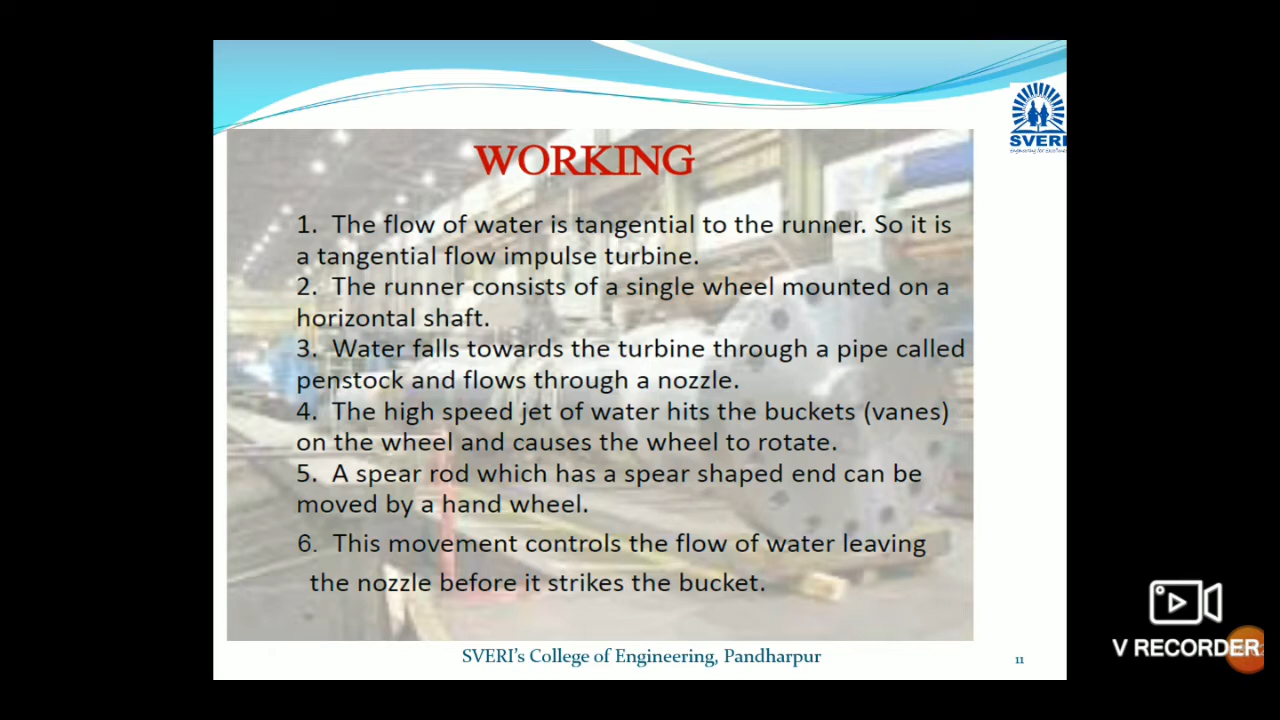 SVERI
WORKING
1. The flow of water is tangential to the runner. So it is
a tangential flow impulse turbine.
2. The runner consists of a single wheel mounted on a
horizontal shaft.
3. Water falls towards the turbine through a pipe called
penstock and flows through a nozzle.
4. The high speed jet of water hits the buckets (vanes)
on the wheel and causes the wheel to rotate.
5. A spear rod which has a spear shaped end can be
moved by a hand wheel.
6. This movement controls the flow of water leaving
the nozzle before it strikes the bucket.
SVERI's College of Engineering, Pandharpur
11
V RECORDER